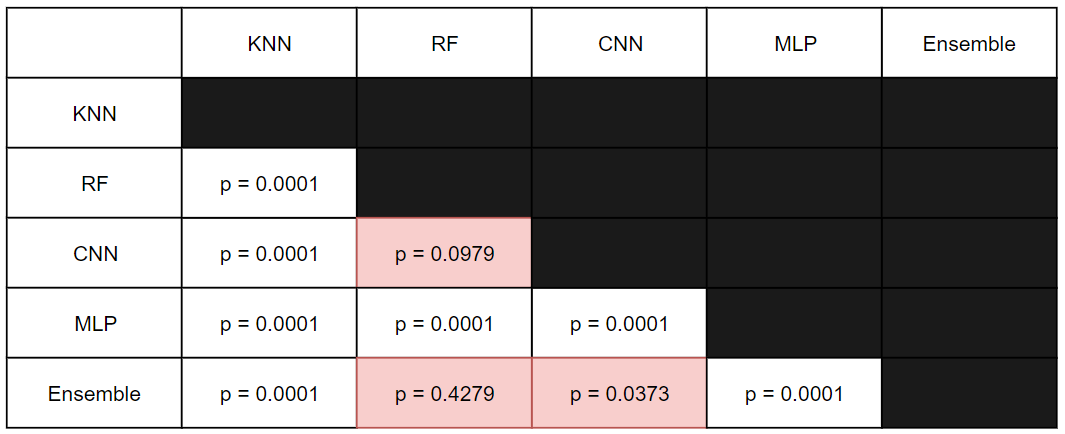 KNN RF CNN MLP Ensemble
KNN
RF p = 0.0001
CNN p = 0.0001 p = 0.0979
MLP p = 0.0001 p = 0.0001 p = 0.0001
Ensemble p = 0.0001 p = 0.4279 p = 0.0373 p = 0.0001